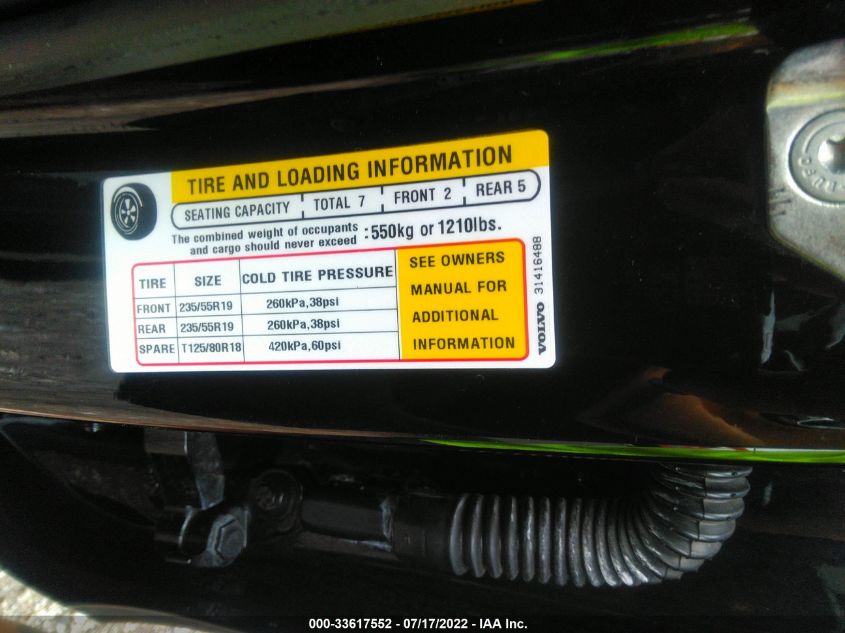 TIRE AND LOADING INFORMATION
SEATING CAPACITY TOTAL 7 FRONT 2 REAR 5
The combined weight of occupants
and cargo should never exceed :550kg or 1210lbs.
TIRE SIZE COLD TIRE PRESSURE
FRONT 235/55R19 260kPa,38psi
REAR 235/55R19 260kPa,38psi
SPARE T125/80R18 420kPa,60psi
SEE OWNERS
MANUAL FOR
ADDITIONAL
INFORMATION
VOLVO 31416488
000-33617552 - 07/17/2022 - IAA Inc.